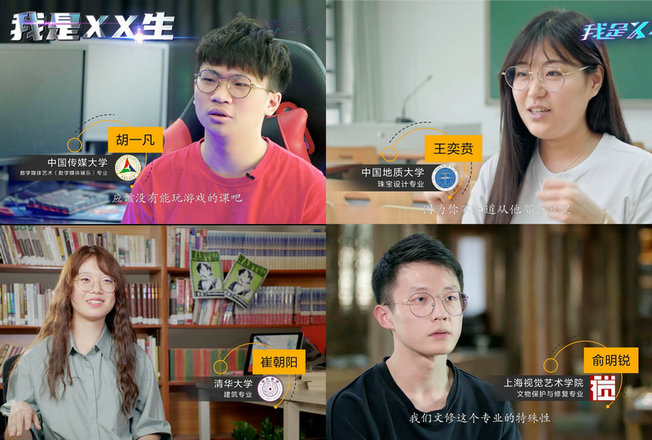 我是XX生
胡一凡
中国传媒大学
数字媒体艺术（数字媒体娱乐）专业
应该没有能玩游戏的课吧
我是X
王奕贲
中国地质大学
珠宝设计专业
崔朝阳
清华大学
建筑专业
俞明锐
上海视觉艺术学院
文物保护与修复专业
我们文修这个专业的特殊性